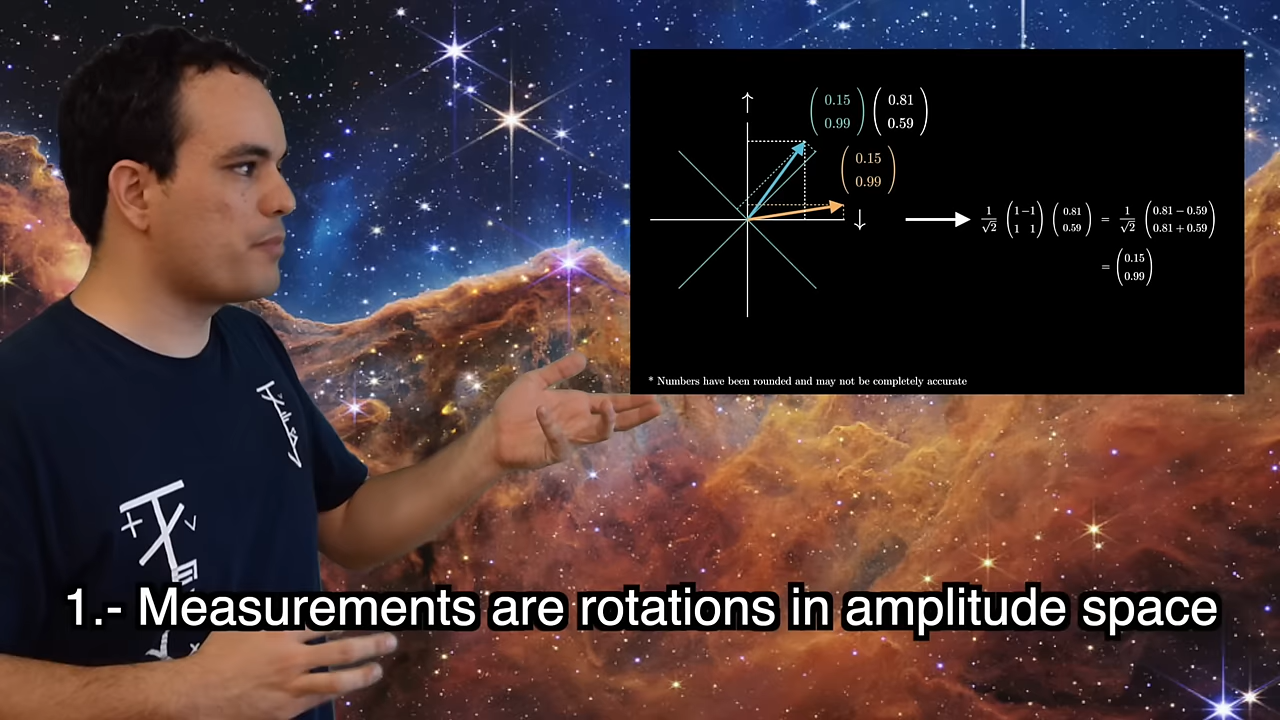 ↑
0.15 0.81
0.99 0.59
0.15
0.99
↓
1/√2 (1 −1) (0.81) = 1/√2 (0.81 − 0.59)
(1 1) (0.59) (0.81 + 0.59)
= (0.15)
(0.99)
* Numbers have been rounded and may not be completely accurate
1.- Measurements are rotations in amplitude space